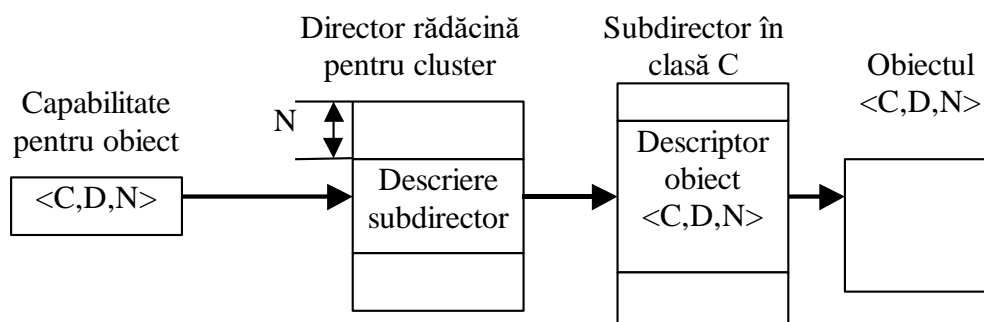 Director rădăcină
pentru cluster
Subdirector în
clasă C
Obiectul
<C,D,N>
Capabilitate
pentru obiect
N
<C,D,N>
Descriere
subdirector
Descriptor
obiect
<C,D,N>